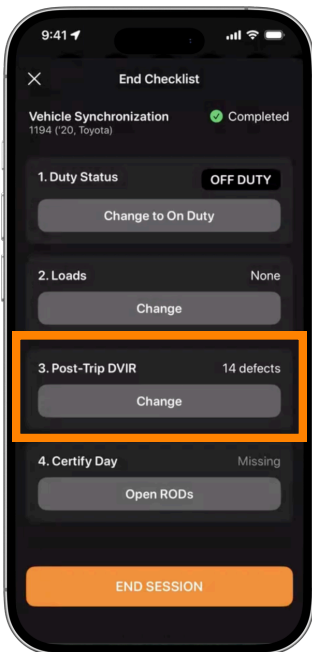 9:41
End Checklist
Vehicle Synchronization Completed
1194 ('20, Toyota)
1. Duty Status OFF DUTY
Change to On Duty
2. Loads None
Change
3. Post-Trip DVIR 14 defects
Change
4. Certify Day Missing
Open RODs
END SESSION